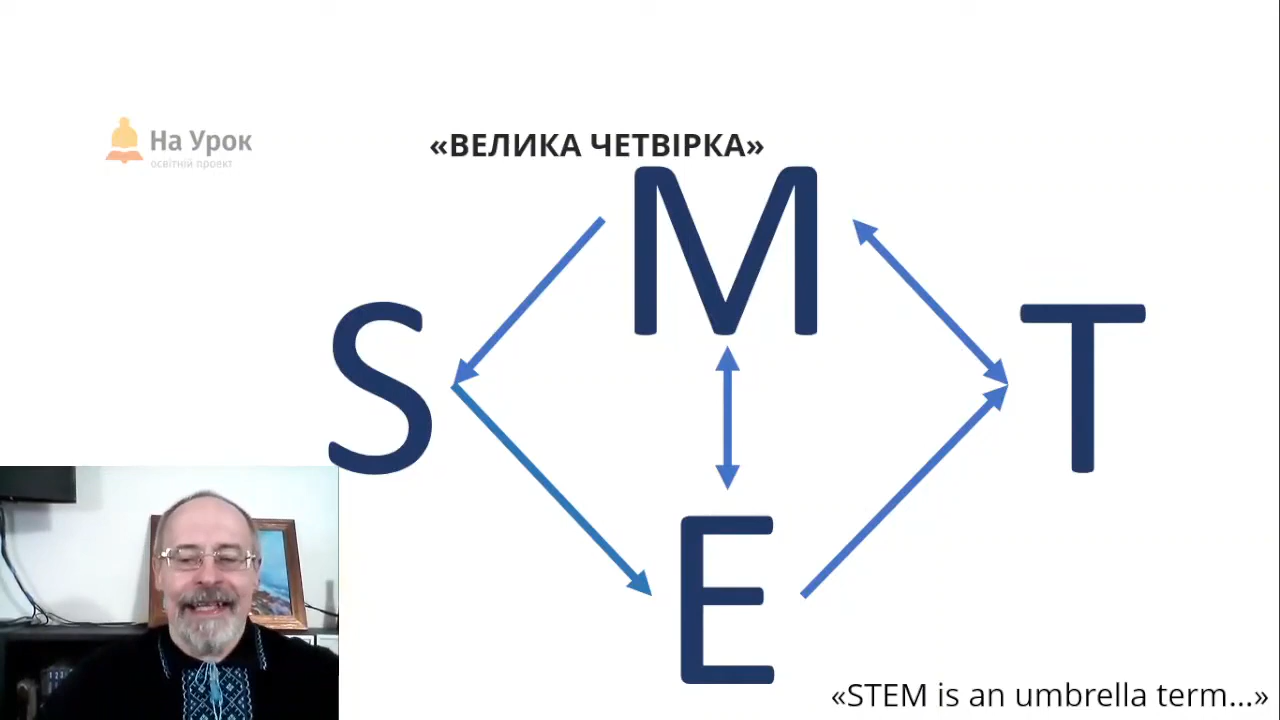 На Урок
освітній проект
«ВЕЛИКА ЧЕТВІРКА»
M
S
T
E
«STEM is an umbrella term...»